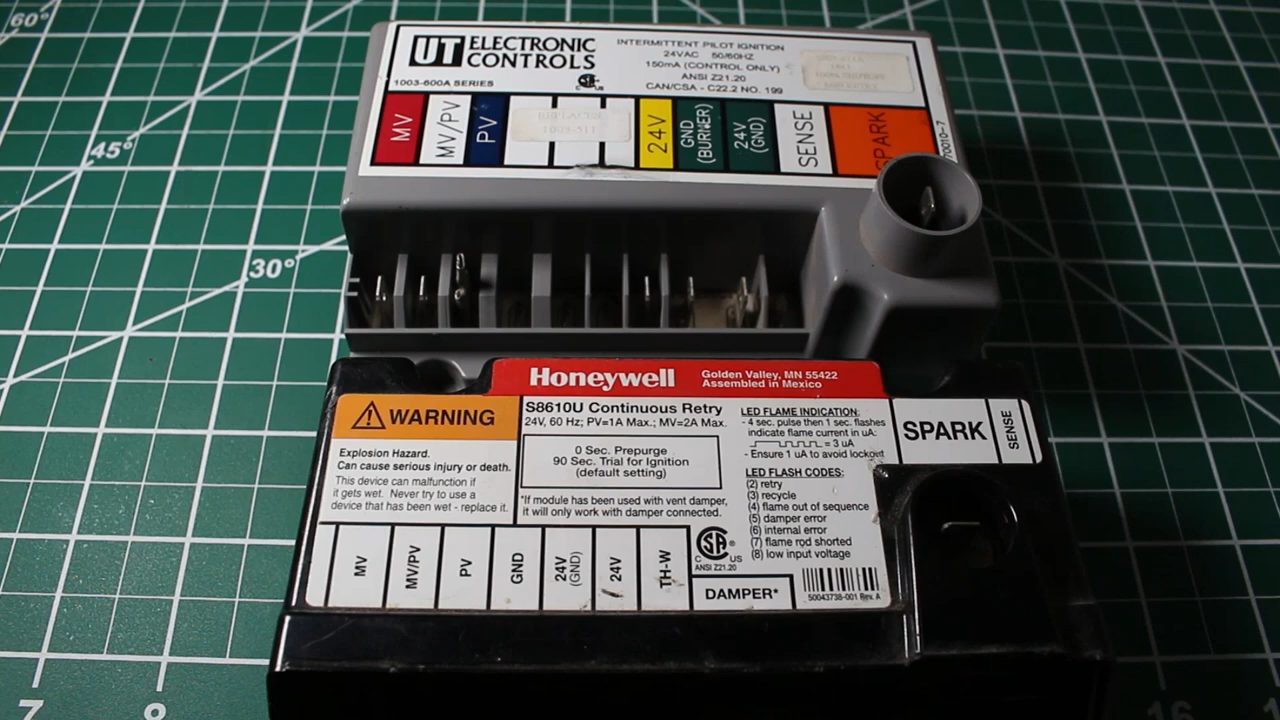 60°
45°
30°
UT ELECTRONIC CONTROLS
1003-600A SERIES
INTERMITTENT PILOT IGNITION
24VAC 50/60HZ
150mA (CONTROL ONLY)
ANSI Z21.20
CAN/CSA - C22.2 NO. 199
C US
MV
MV/PV
PV
REPLACES
24V
GND
(BURNER)
24V
(GND)
SENSE
SPARK
70010-7
Honeywell
Golden Valley, MN 55422
Assembled in Mexico
WARNING
Explosion Hazard.
Can cause serious injury or death.
This device can malfunction if
it gets wet. Never try to use a
device that has been wet - replace it.
S8610U Continuous Retry
24V, 60 Hz; PV=1A Max.; MV=2A Max.
0 Sec. Prepurge
90 Sec. Trial for Ignition
(default setting)
*If module has been used with vent damper,
it will only work with damper connected.
LED FLAME INDICATION:
- 4 sec. pulse then 1 sec. flashes
indicate flame current in uA:
= 3 uA
- Ensure 1 uA to avoid lockout
LED FLASH CODES:
(2) retry
(3) recycle
(4) flame out of sequence
(5) damper error
(6) internal error
(7) flame rod shorted
(8) low input voltage
SPARK
SENSE
MV
MV/PV
PV
GND
24V
(GND)
24V
TH-W
SA ®
C US
ANSI Z21.20
DAMPER*
50043738-001 Rev. A
7
8
16